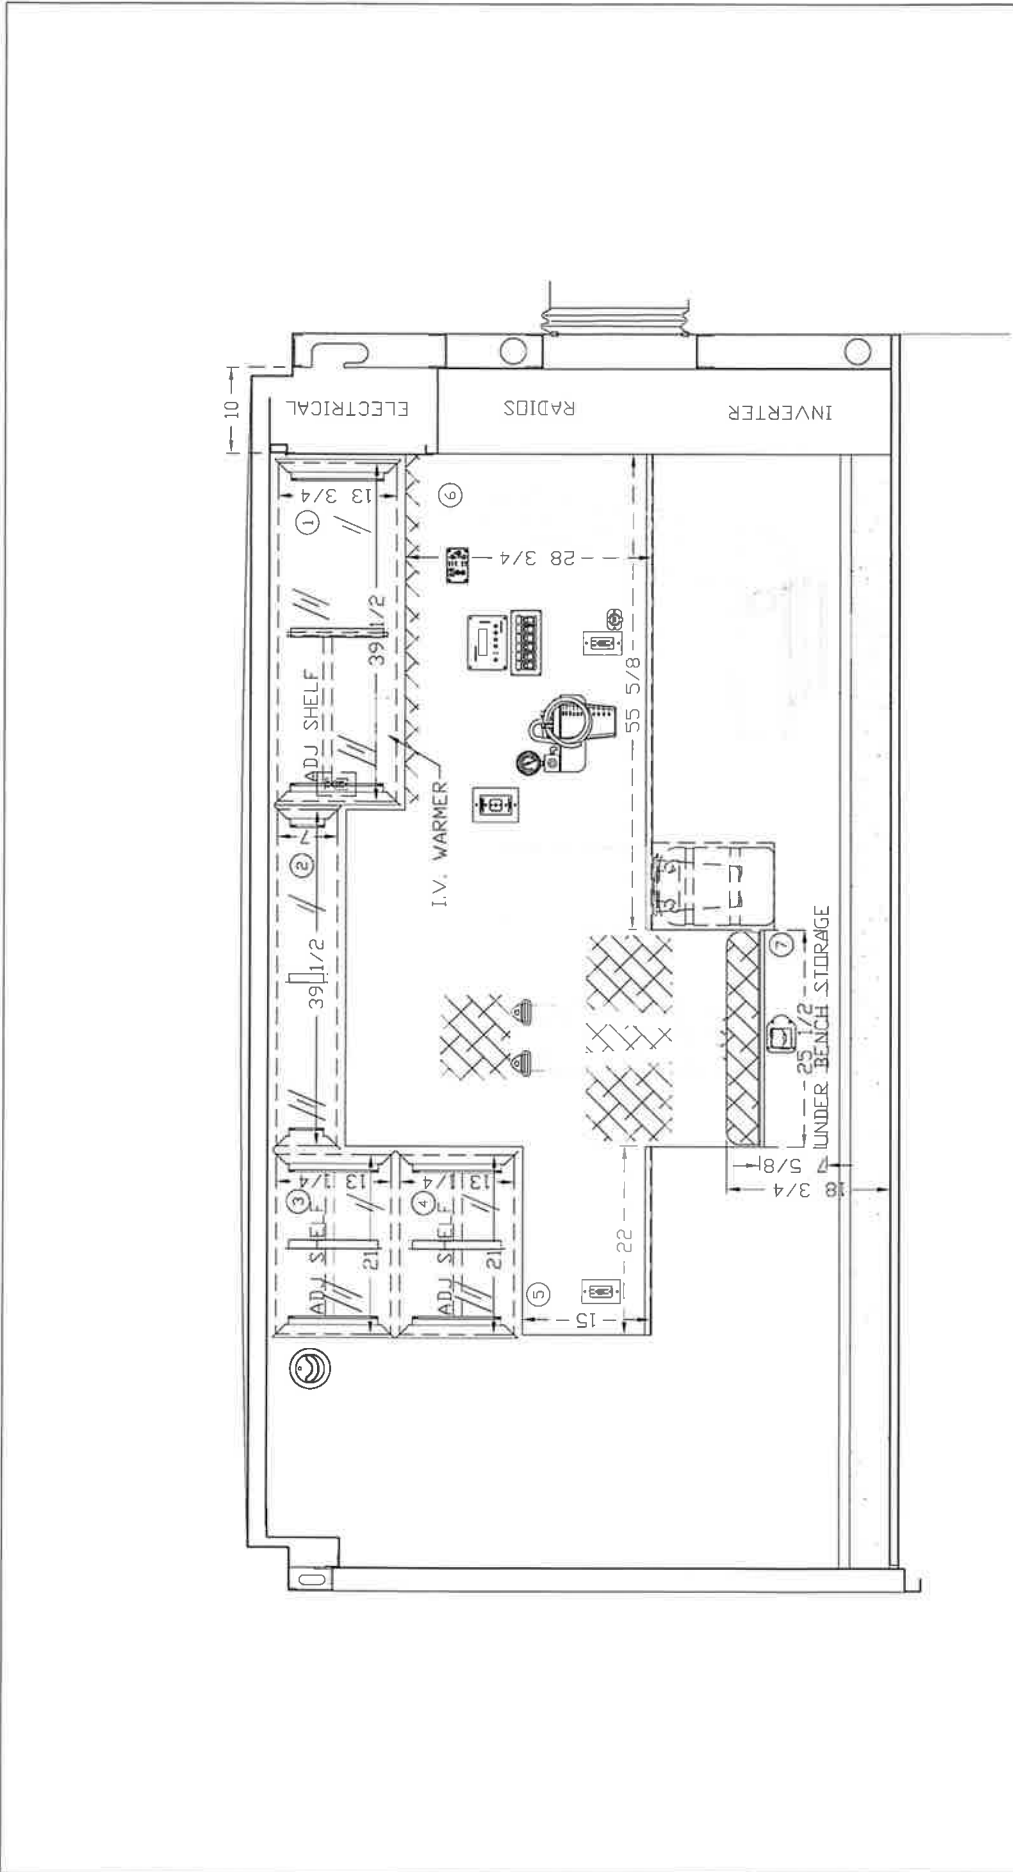 10
ELECTRICAL
RADIOS
INVERTER
13 3/4
1
39 1/2
ADJ SHELF
I.V. WARMER
6
28 3/4
55 5/8
7
2
39 1/2
13 1/4
3
ADJ SHELF
21
13 1/4
4
ADJ SHELF
21
5
15
22
7
25 1/2
UNDER BENCH STORAGE
7 5/8
18 3/4